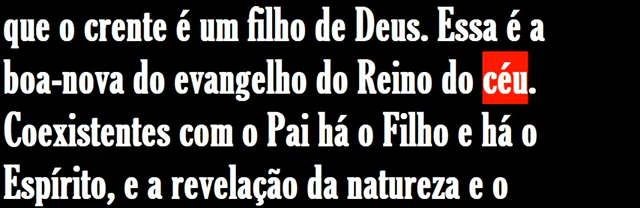 que o crente é um filho de Deus. Essa é a
boa-nova do evangelho do Reino do céu.
Coexistentes com o Pai há o Filho e há o
Espírito, e a revelação da natureza e o